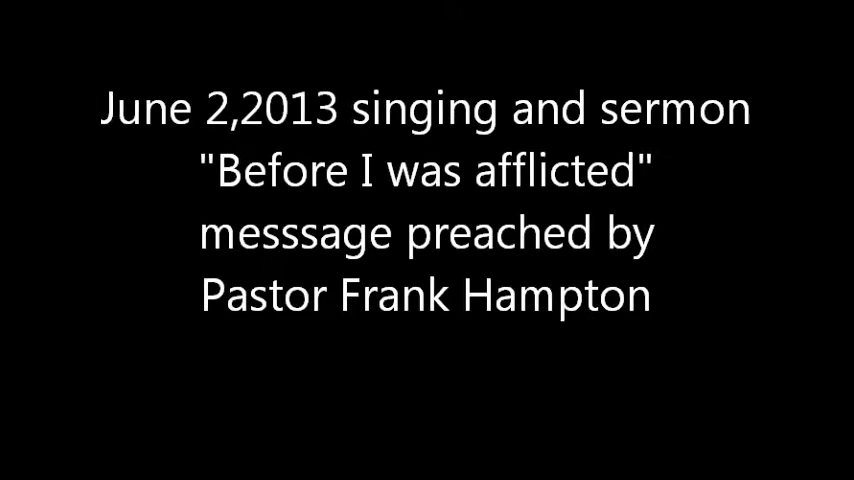 June 2,2013 singing and sermon
"Before I was afflicted"
messsage preached by
Pastor Frank Hampton